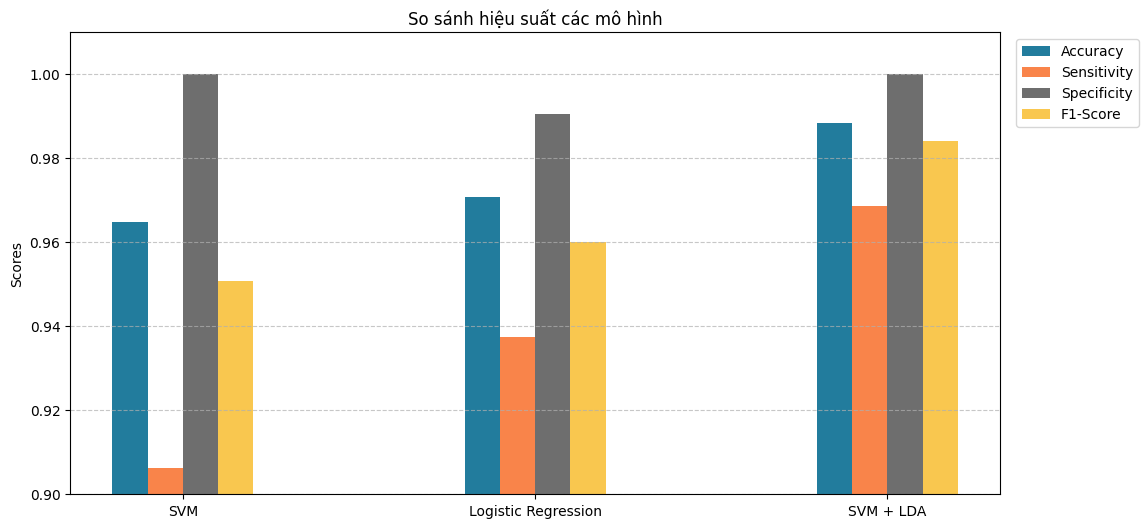 So sánh hiệu suất các mô hình
Accuracy
Sensitivity
Specificity
F1-Score
Scores
1.00
0.98
0.96
0.94
0.92
0.90
SVM
Logistic Regression
SVM + LDA